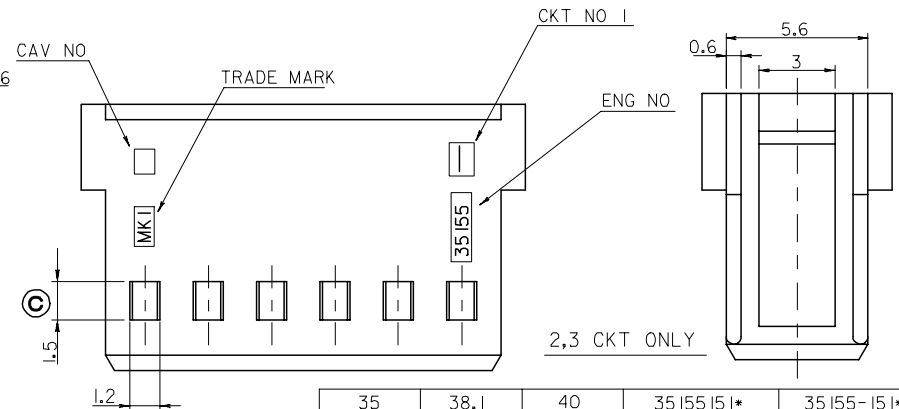 CKT NO 1
CAV NO
5.6
0.6
3
6
TRADE MARK
ENG NO
MK1
35155
C
1.5
2,3 CKT ONLY
1.2
35 38.1 40 35155151* 35155-151*